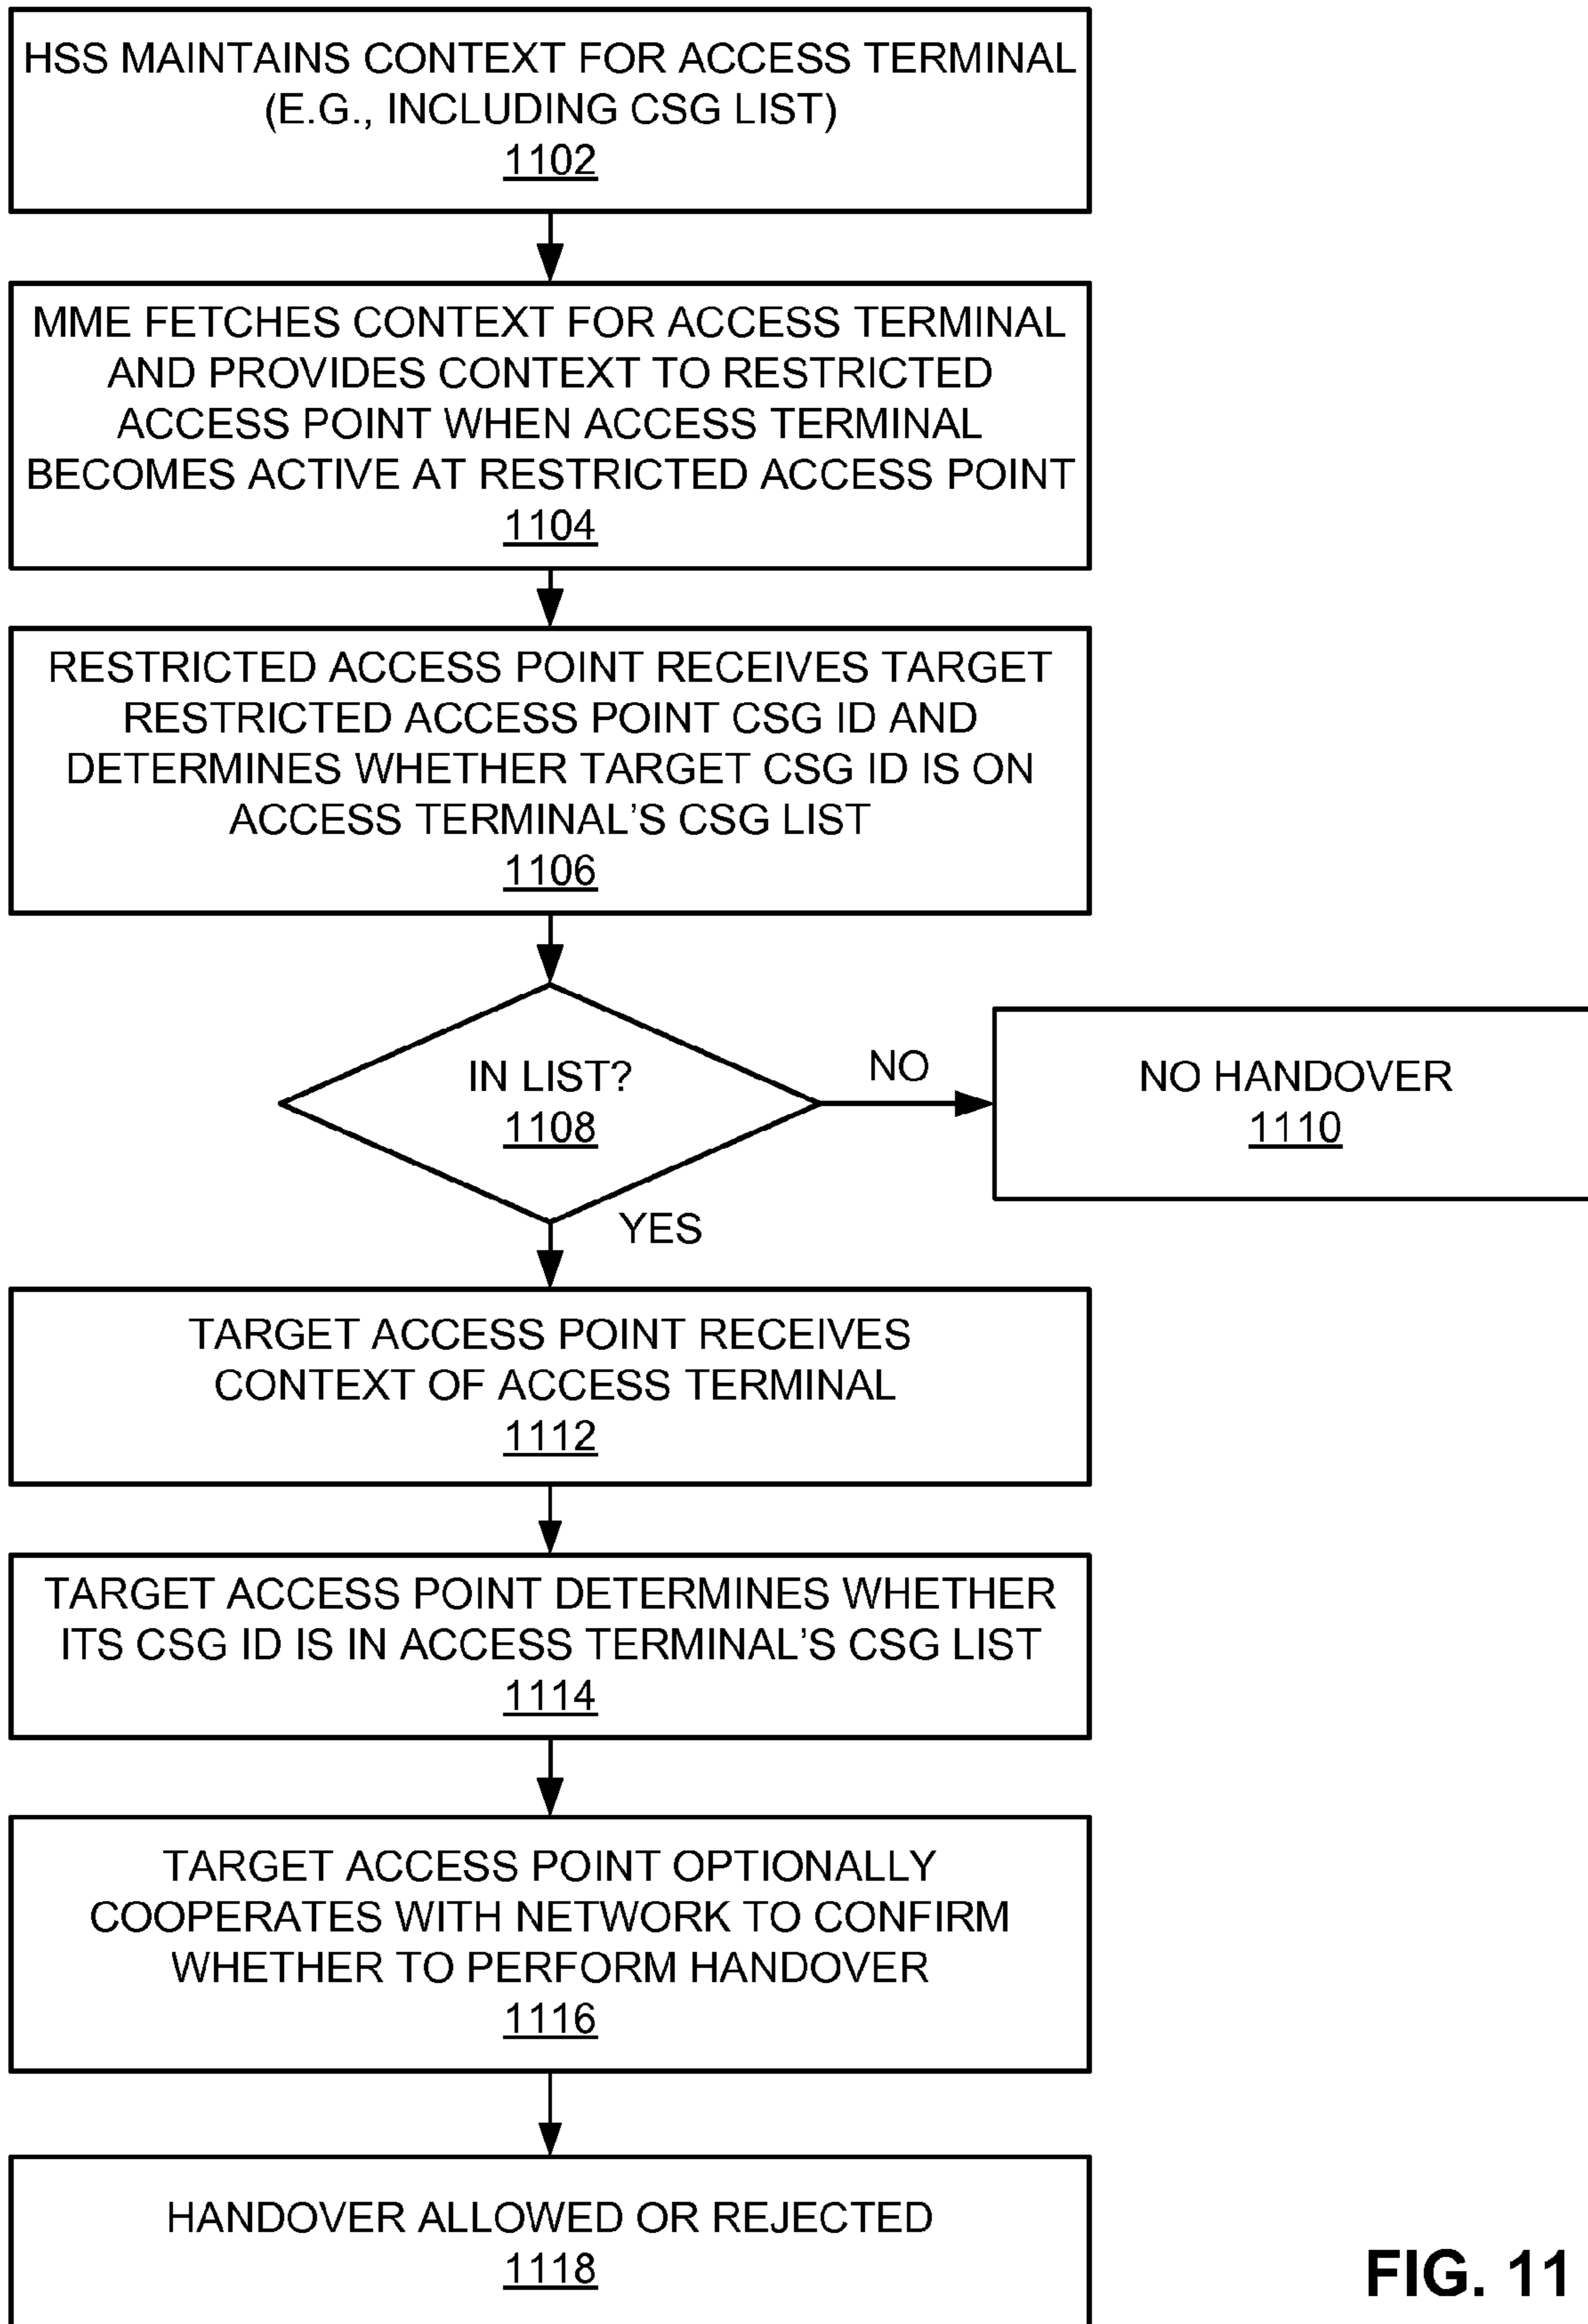 HSS MAINTAINS CONTEXT FOR ACCESS TERMINAL
(E.G., INCLUDING CSG LIST)
1102
MME FETCHES CONTEXT FOR ACCESS TERMINAL
AND PROVIDES CONTEXT TO RESTRICTED
ACCESS POINT WHEN ACCESS TERMINAL
BECOMES ACTIVE AT RESTRICTED ACCESS POINT
1104
RESTRICTED ACCESS POINT RECEIVES TARGET
RESTRICTED ACCESS POINT CSG ID AND
DETERMINES WHETHER TARGET CSG ID IS ON
ACCESS TERMINAL'S CSG LIST
1106
IN LIST?
1108
NO
NO HANDOVER
1110
YES
TARGET ACCESS POINT RECEIVES
CONTEXT OF ACCESS TERMINAL
1112
TARGET ACCESS POINT DETERMINES WHETHER
ITS CSG ID IS IN ACCESS TERMINAL'S CSG LIST
1114
TARGET ACCESS POINT OPTIONALLY
COOPERATES WITH NETWORK TO CONFIRM
WHETHER TO PERFORM HANDOVER
1116
HANDOVER ALLOWED OR REJECTED
1118
FIG. 11